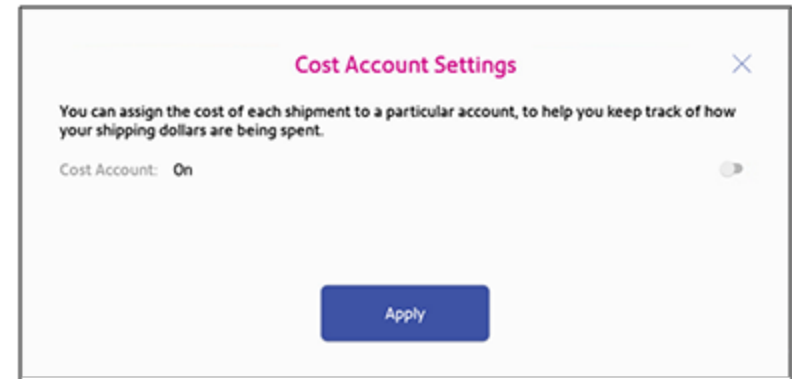 Cost Account Settings
You can assign the cost of each shipment to a particular account, to help you keep track of how
your shipping dollars are being spent.
Cost Account: On
Apply